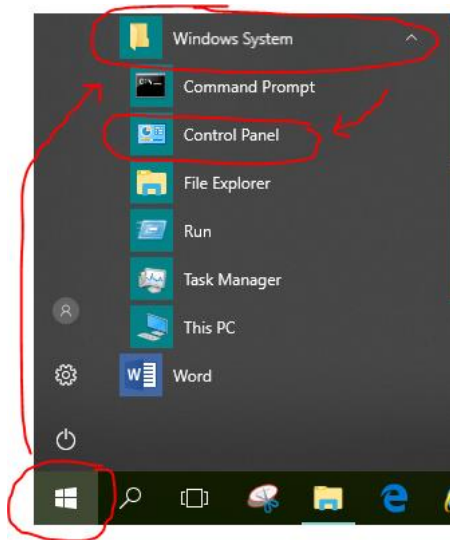 Windows System
Command Prompt
Control Panel
File Explorer
Run
Task Manager
This PC
Word